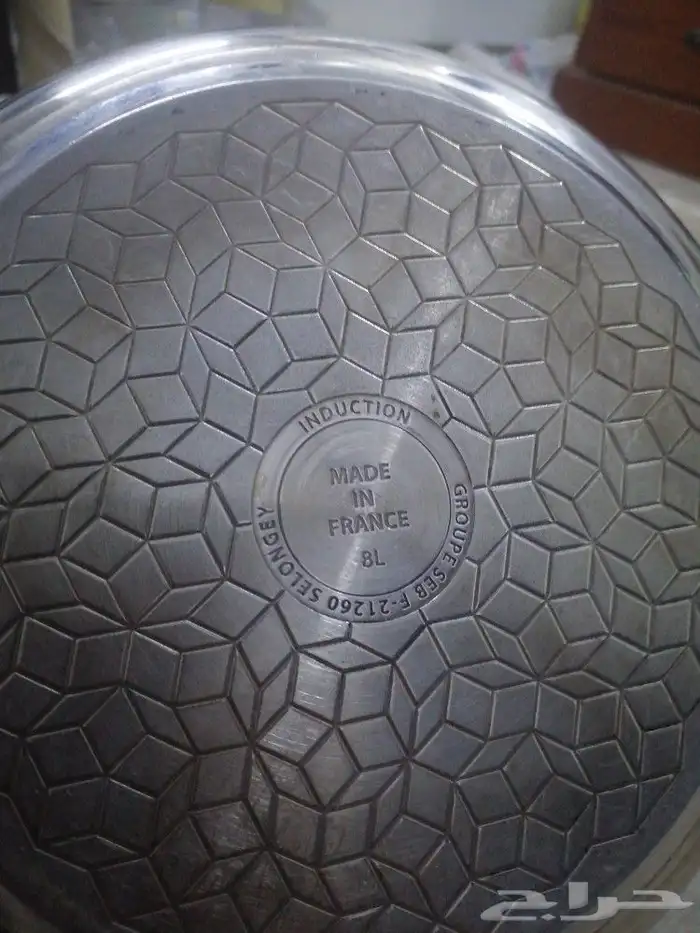 INDUCTION
MADE
IN
FRANCE
8L
GROUPE SEB F-21260 SELONGEY
حراج